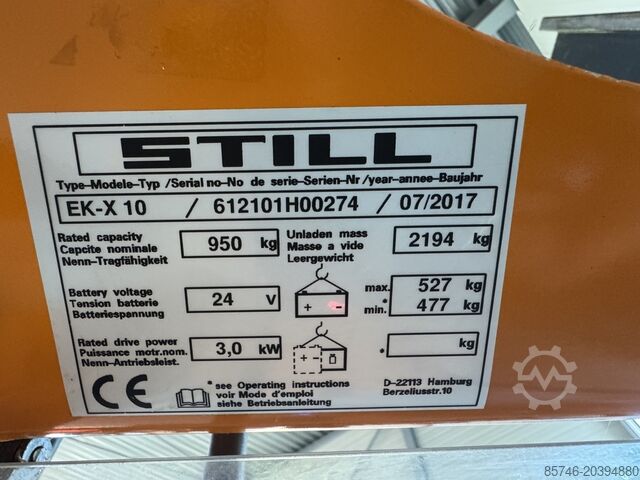 STILL
Type-Modele-Typ /Serial no-No de serie-Serien-Nr /year-annee-Baujahr
EK-X 10 / 612101H00274 / 07/2017
Rated capacity
Capcite nominale
Nenn-Tragfähigkeit
950 kg
Unladen mass
Masse a vide
Leergewicht
2194 kg
Battery voltage
Tension batterie
Batteriespannung
24 V
+ -
max. 527 kg
min.* 477 kg
Rated drive power
Puissance motr.nom.
Nenn-Antriebsleist.
3,0 kW
+ -
* kg
CE
*see Operating instructions
voir Mode d'emploi
siehe Betriebsanleitung
D-22113 Hamburg
Berzeliusstr.10
85746-20394880